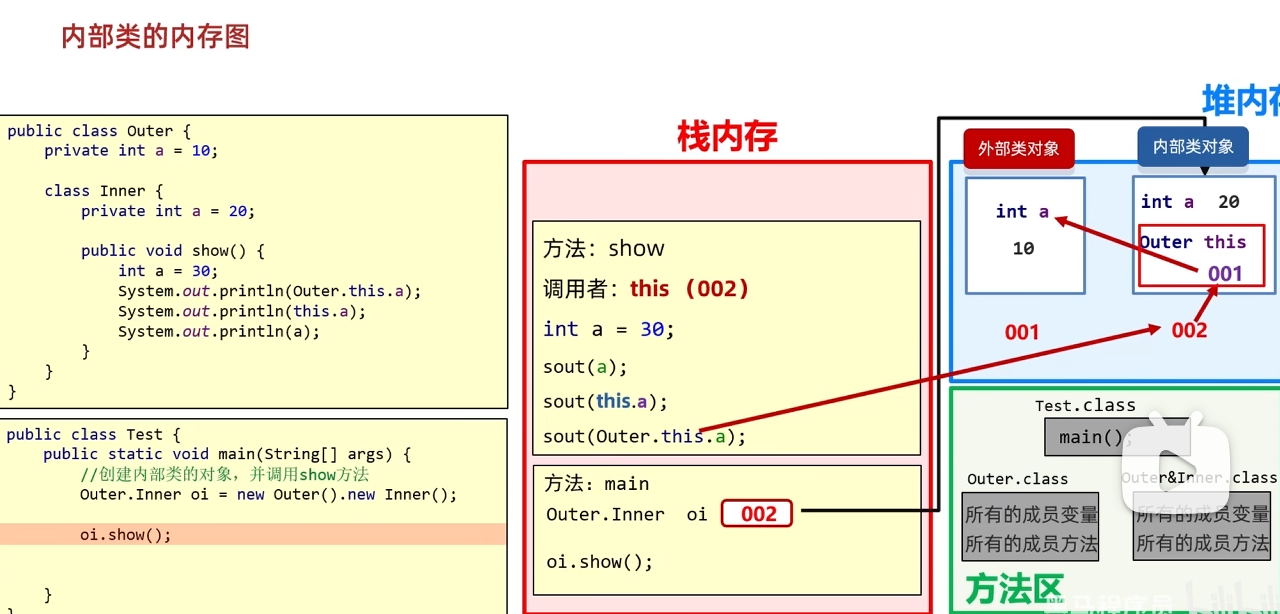 内部类的内存图
public class Outer {
private int a = 10;
class Inner {
private int a = 20;
public void show() {
int a = 30;
System.out.println(Outer.this.a);
System.out.println(this.a);
System.out.println(a);
}
}
}
public class Test {
public static void main(String[] args) {
//创建内部类的对象，并调用show方法
Outer.Inner oi = new Outer().new Inner();
oi.show();
}
}
栈内存
方法：show
调用者：this （002）
int a = 30;
sout(a);
sout(this.a);
sout(Outer.this.a);
方法：main
Outer.Inner oi 002
oi.show();
堆内存
外部类对象
int a
10
001
内部类对象
int a 20
Outer this
001
002
Test.class
main();
Outer.class
所有的成员变量
所有的成员方法
Outer&Inner.class
所有的成员变量
所有的成员方法
方法区
黑马程序员